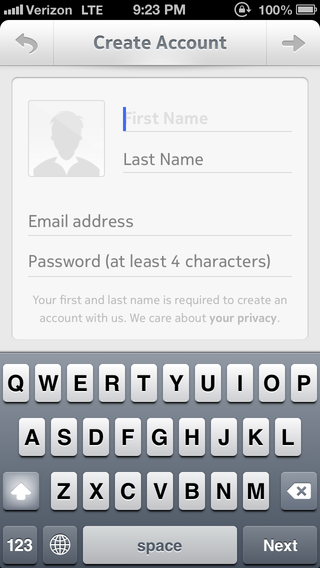 Verizon LTE 9:23 PM 100%
Create Account
First Name
Last Name
Email address
Password (at least 4 characters)
Your first and last name is required to create an
account with us. We care about your privacy.
Q W E R T Y U I O P
A S D F G H J K L
Z X C V B N M
123 space Next